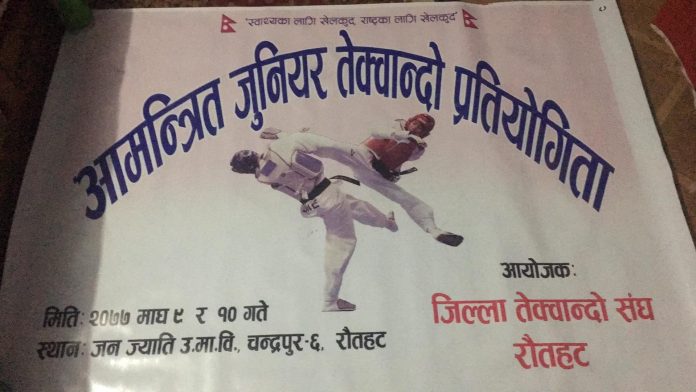 "स्वाध्यका लागि खेलकुद, राष्ट्रका लागि खेलकुद"
आमन्त्रित जुनियर तेक्वान्दो प्रतियोगिता
मितिः २०७७ माघ ९ र १० गते
स्थानः जन ज्याति उ.मा.वि., चन्द्रपुर-६, रौतहट
आयोजकः
जिल्ला तेक्वान्दो संघ
रौतहट